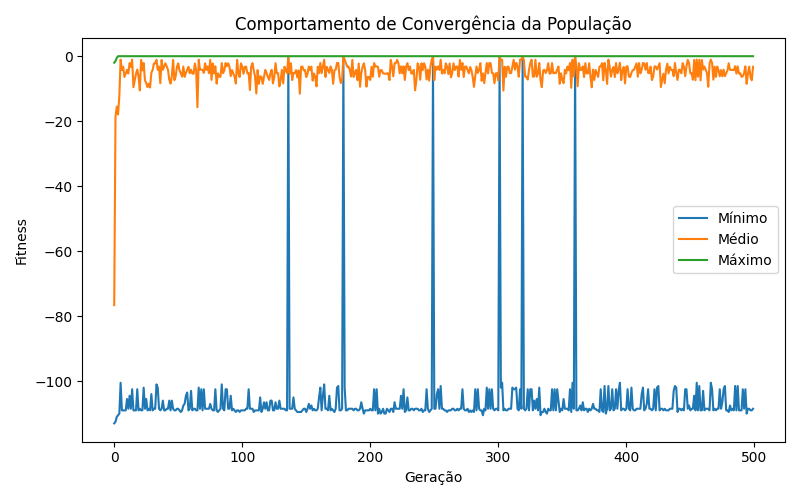 Comportamento de Convergência da População
0
−20
−40
−60
−80
−100
Fitness
Mínimo
Médio
Máximo
0
100
200
300
400
500
Geração